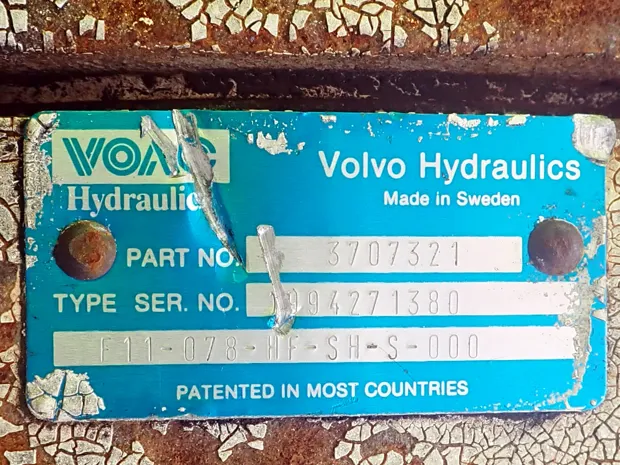 VOAC
Hydraulics
Volvo Hydraulics
Made in Sweden
PART NO. 3707321
TYPE SER. NO. 1994271380
F11-078-HF-SH-S-000
PATENTED IN MOST COUNTRIES